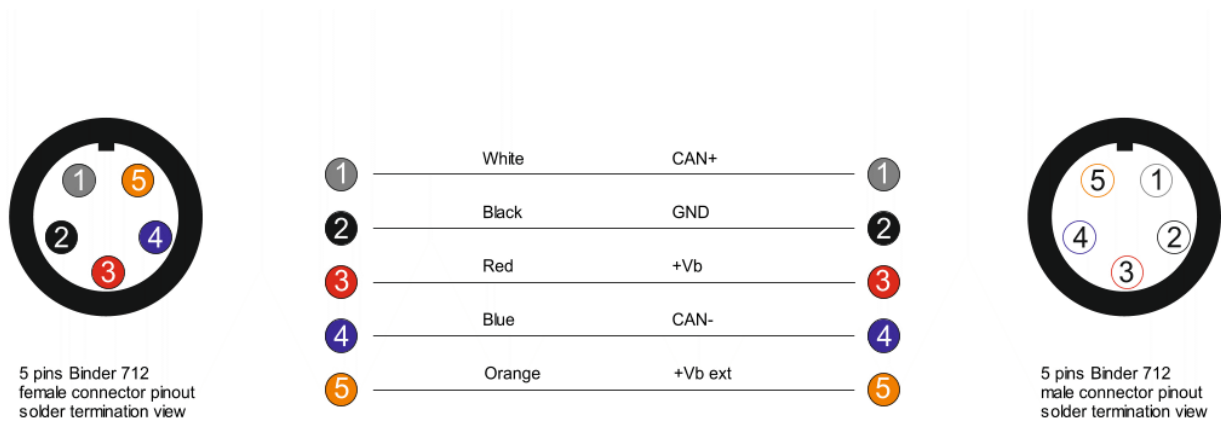 1 5
2 4
3
5 pins Binder 712
female connector pinout
solder termination view
1 White CAN+ 1
2 Black GND 2
3 Red +Vb 3
4 Blue CAN- 4
5 Orange +Vb ext 5
5 1
4 2
3
5 pins Binder 712
male connector pinout
solder termination view